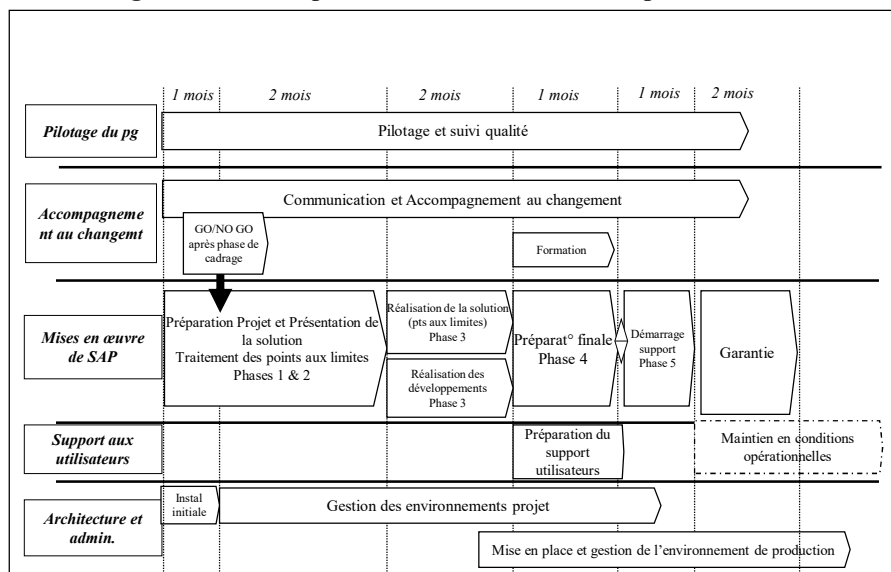 1 mois 2 mois 2 mois 1 mois 1 mois 2 mois
Pilotage du pg
Pilotage et suivi qualité
Communication et Accompagnement au changement
Accompagneme
nt au changemt
GO/NO GO
après phase de
cadrage
Formation
Mises en œuvre
de SAP
Préparation Projet et Présentation de
la solution
Traitement des points aux limites
Phases 1 & 2
Réalisation de la solution
(pts aux limites)
Phase 3
Réalisation des
développements
Phase 3
Préparat° finale
Phase 4
Démarrage
support
Phase 5
Garantie
Support aux
utilisateurs
Préparation du
support
utilisateurs
Maintien en conditions
opérationnelles
Architecture et
admin.
Instal
initiale
Gestion des environnements projet
Mise en place et gestion de l’environnement de production